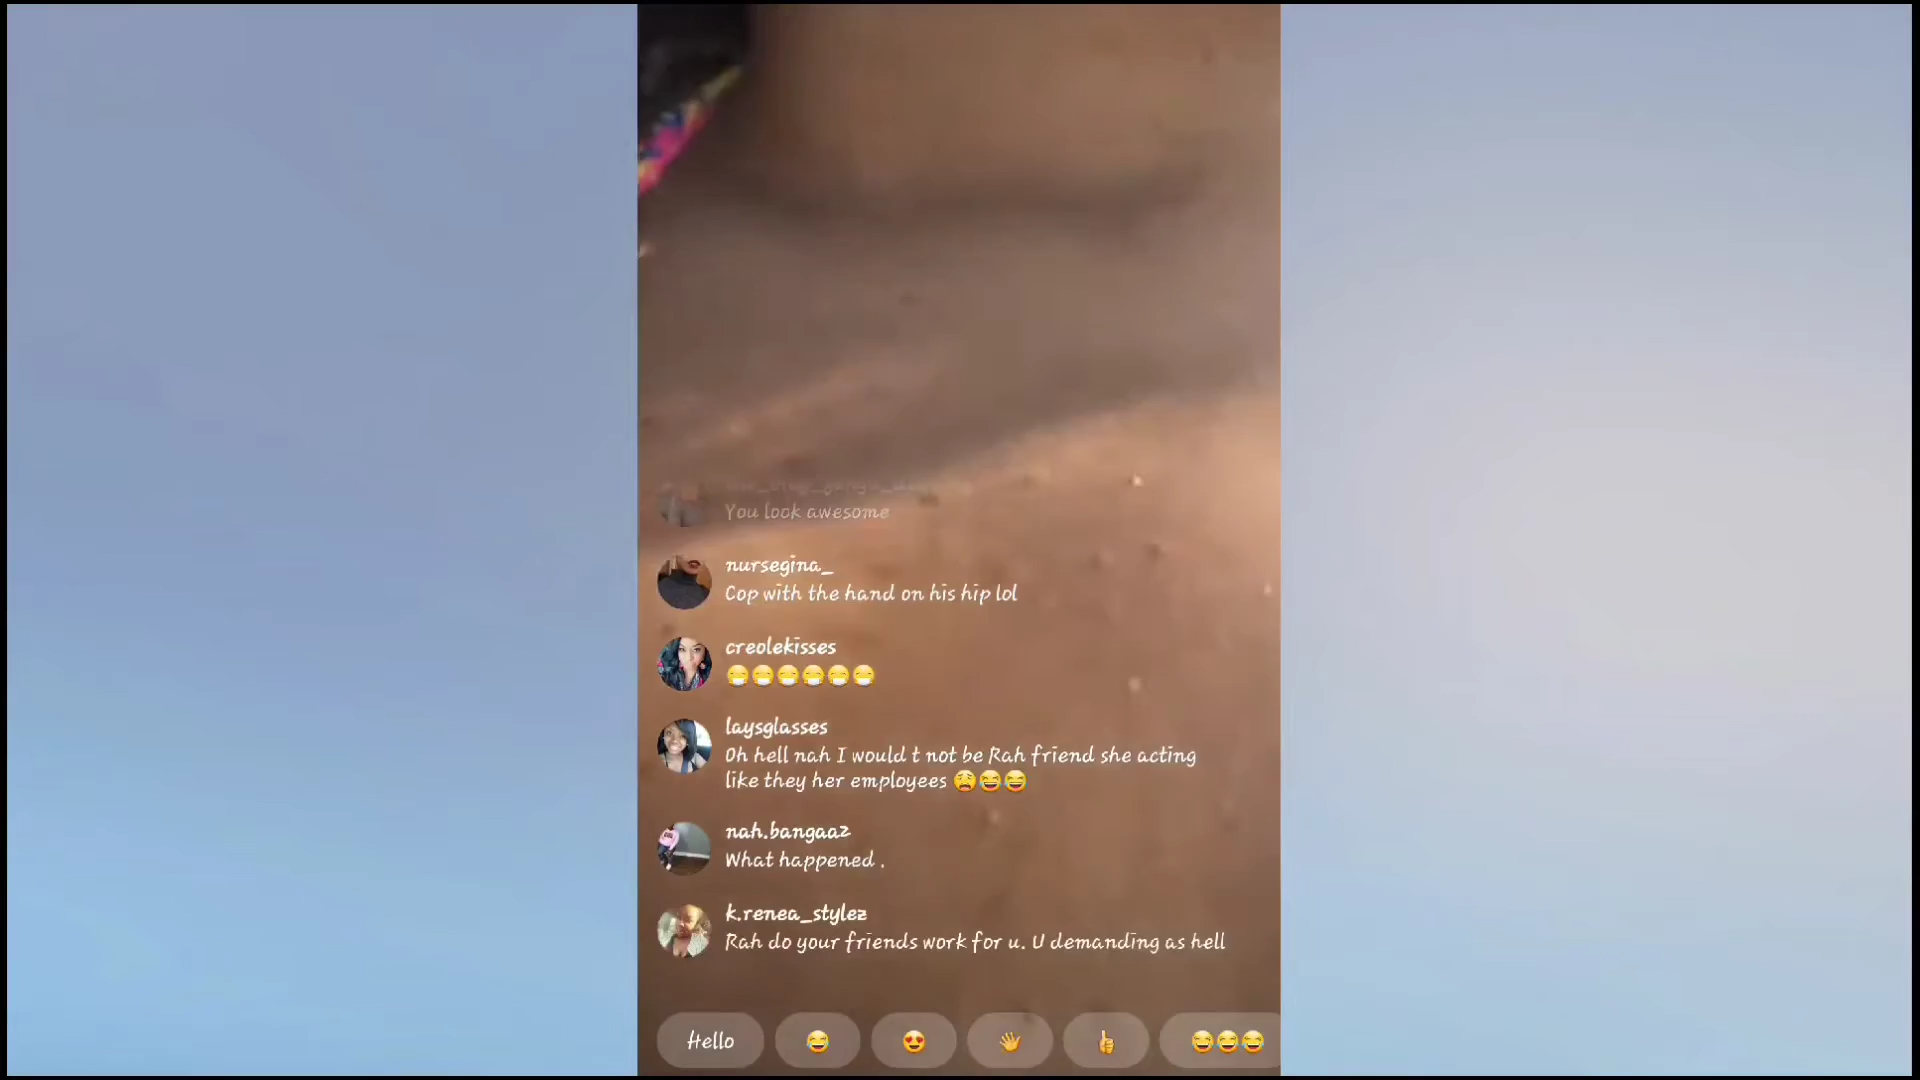 You look awesome
nursegina_
Cop with the hand on his hip lol
creolekisses
😷😷😷😷😷😷
laysglasses
Oh hell nah I would t not be Rah friend she acting
like they her employees 😩😂😂
nah.bangaaz
What happened .
k.renea_stylez
Rah do your friends work for u. U demanding as hell
Hello 😂 😍 👋 👍 😂😂😂